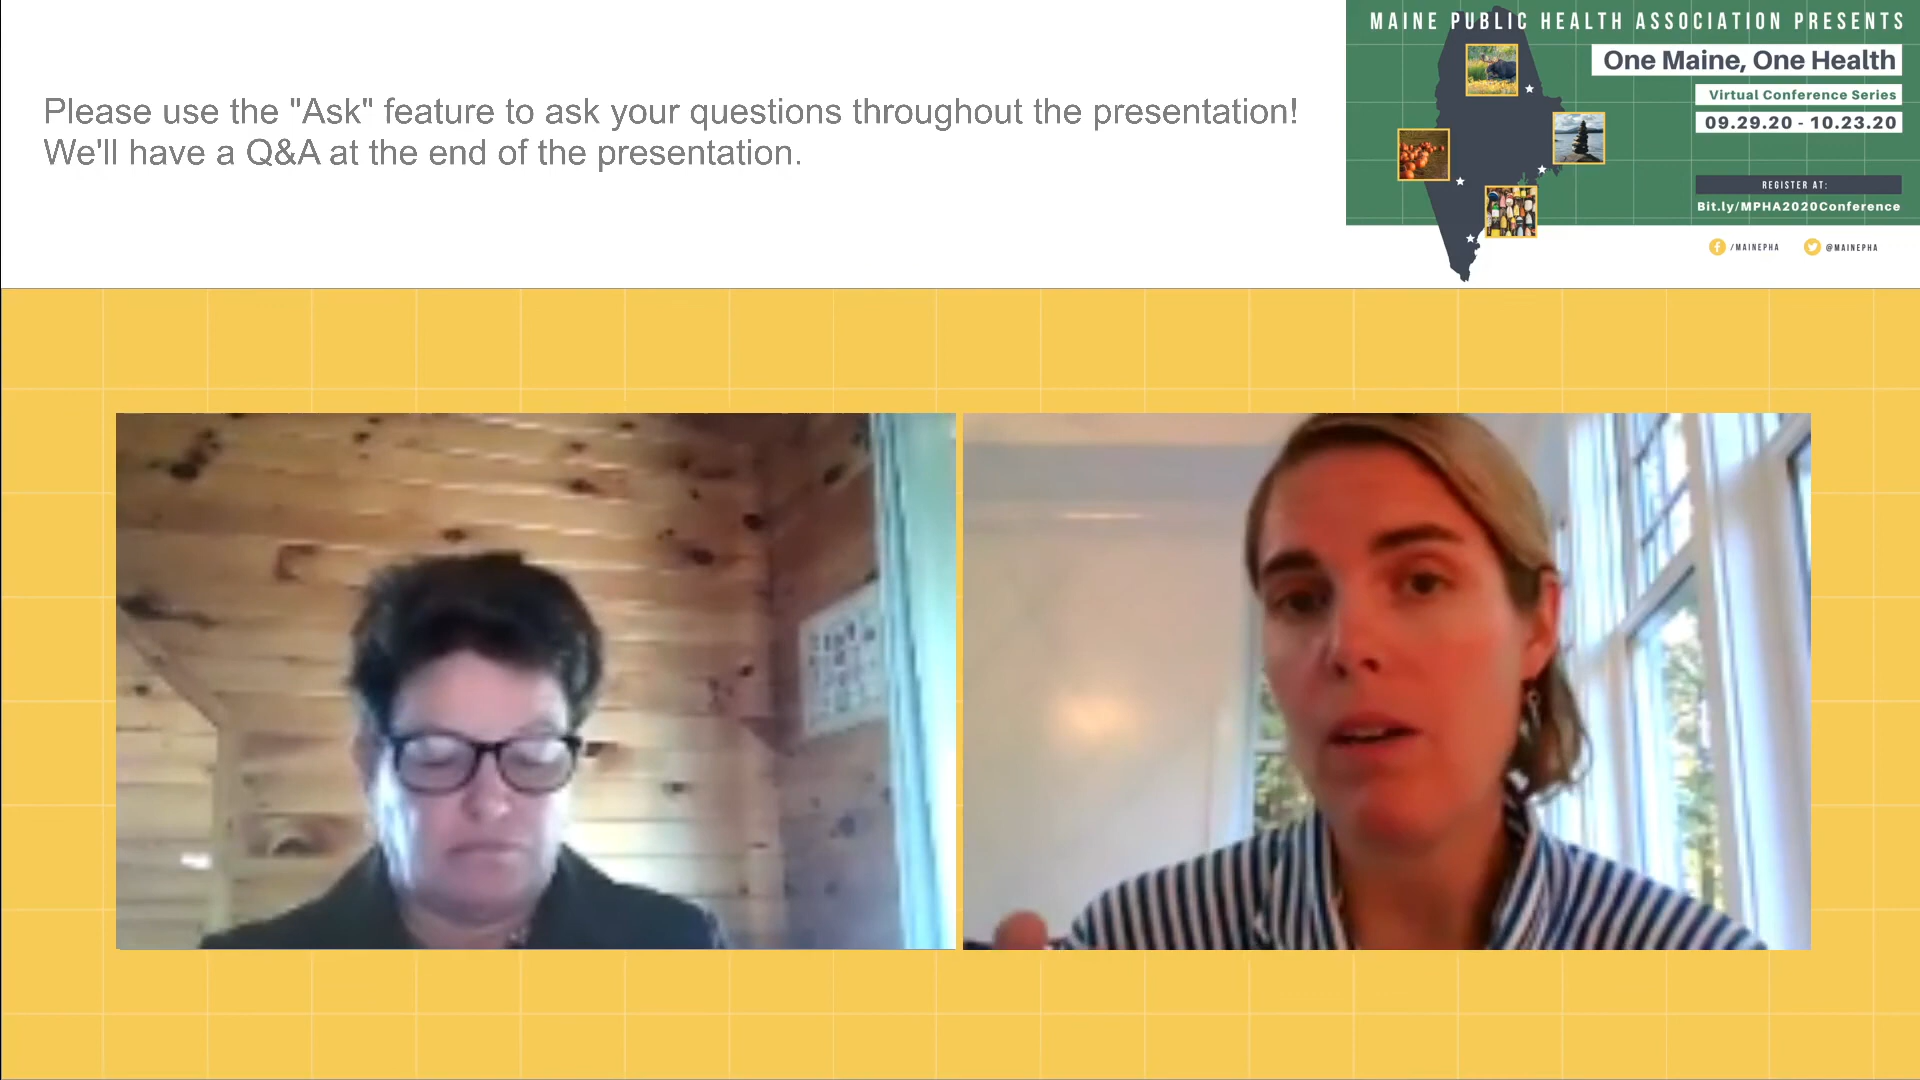 Please use the "Ask" feature to ask your questions throughout the presentation!
We'll have a Q&A at the end of the presentation.
MAINE PUBLIC HEALTH ASSOCIATION PRESENTS
One Maine, One Health
Virtual Conference Series
09.29.20 - 10.23.20
REGISTER AT:
Bit.ly/MPHA2020Conference
/MAINEPHA
@MAINEPHA